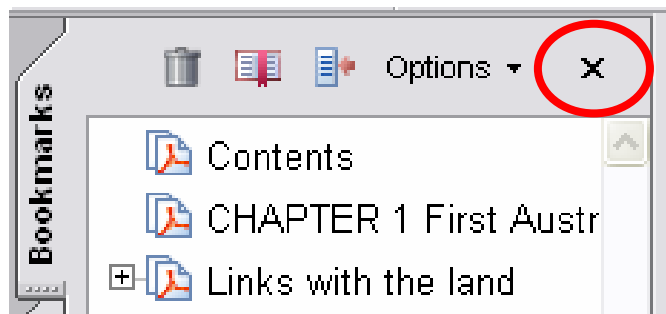 Options
Bookmarks
Contents
CHAPTER 1 First Austr
Links with the land